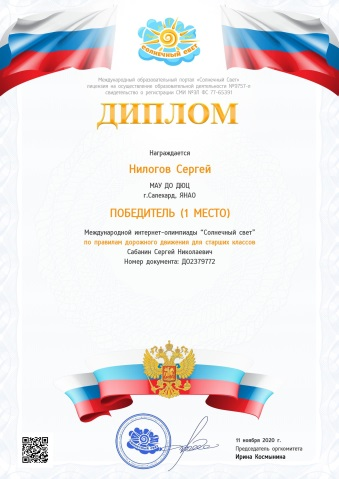 солнечный свет
Международный образовательный портал «Солнечный Свет»
лицензия на осуществление образовательной деятельности №9757-л
свидетельство о регистрации СМИ №ЭЛ ФС 77-65391
ДИПЛОМ
Награждается
Нилогов Сергей
МАУ ДО ДЮЦ
г.Салехард, ЯНАО
ПОБЕДИТЕЛЬ (1 МЕСТО)
Международной интернет-олимпиады "Солнечный свет"
по правилам дорожного движения для старших классов
Сабанин Сергей Николаевич
Номер документа: ДО2379772
11 ноября 2020 г.
Председатель оргкомитета
Ирина Космынина